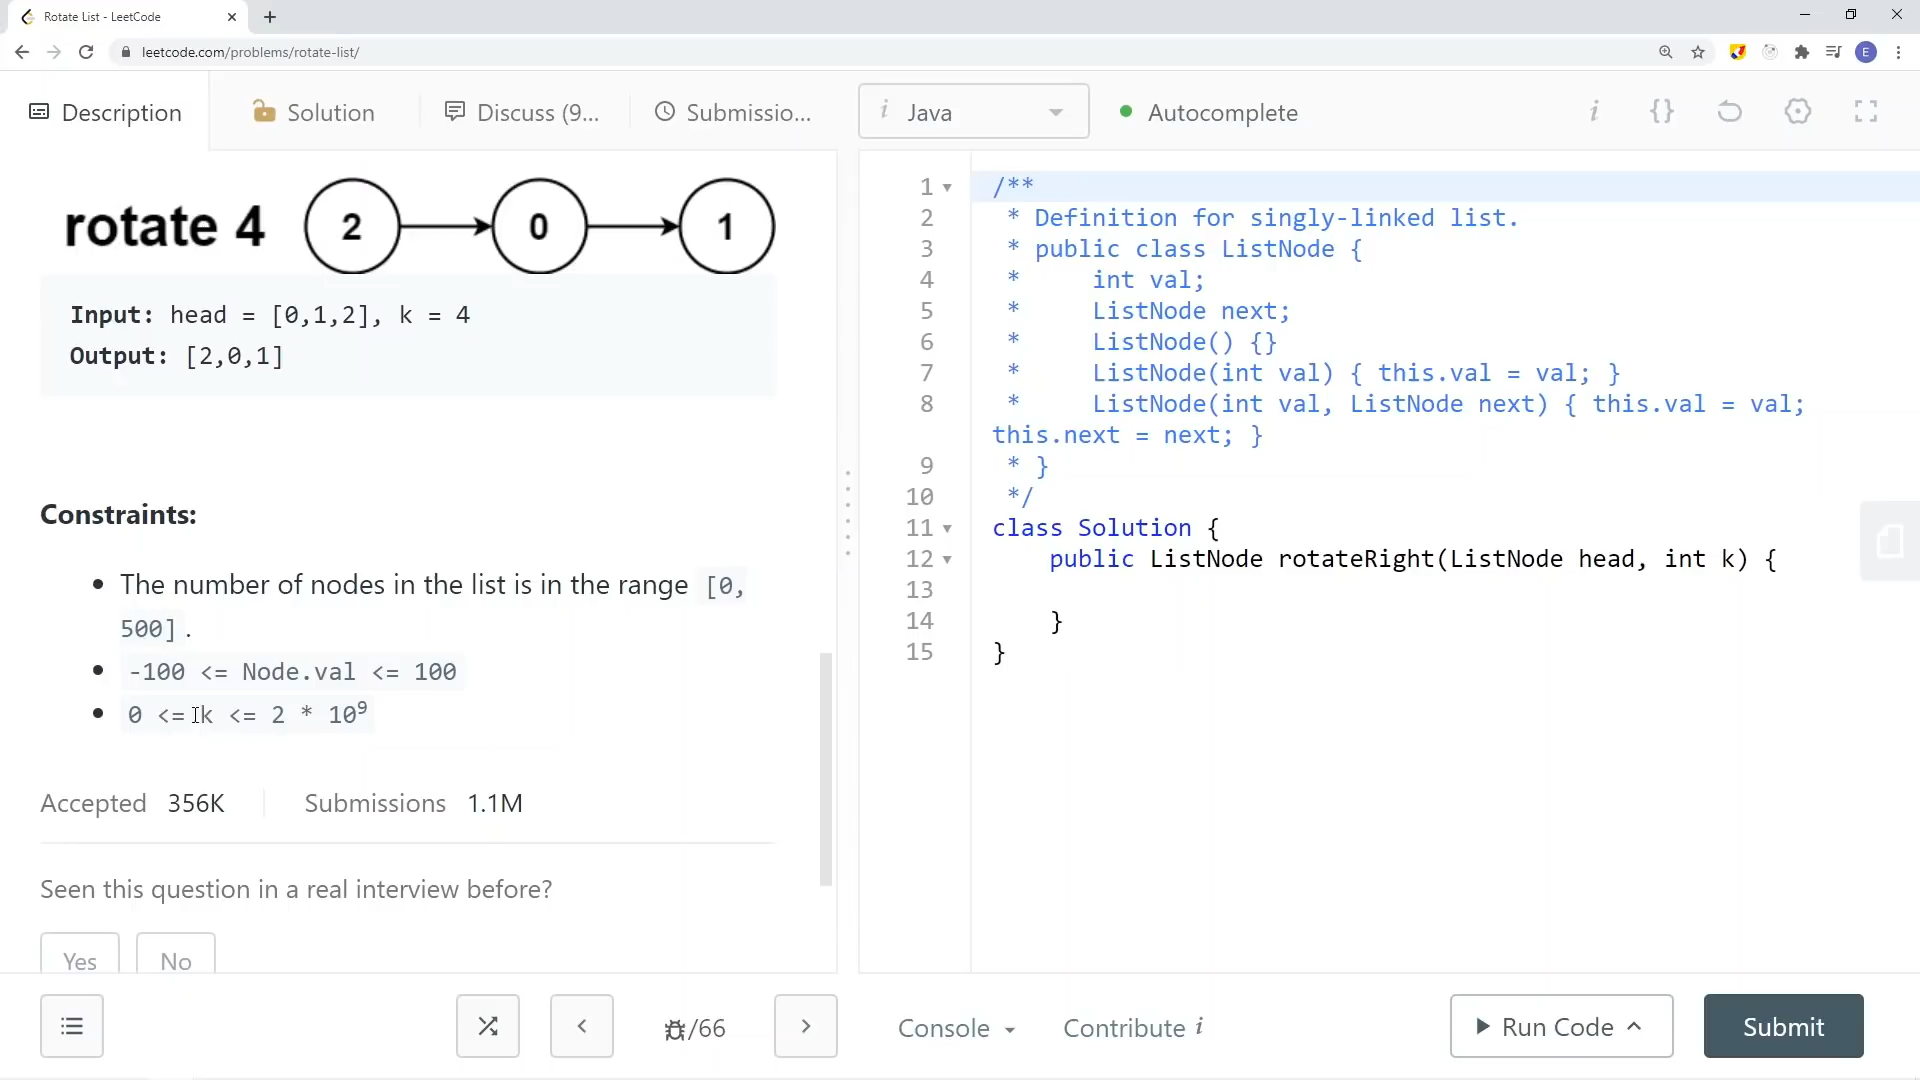 Rotate List - LeetCode
leetcode.com/problems/rotate-list/
E
Description
Solution
Discuss (9...
Submissio...
i Java
Autocomplete
i {}
rotate 4 2 0 1
Input: head = [0,1,2], k = 4
Output: [2,0,1]
Constraints:
• The number of nodes in the list is in the range [0,
500].
• -100 <= Node.val <= 100
• 0 <= k <= 2 * 10⁹
Accepted 356K Submissions 1.1M
Seen this question in a real interview before?
Yes No
1 /**
2  * Definition for singly-linked list.
3  * public class ListNode {
4  *     int val;
5  *     ListNode next;
6  *     ListNode() {}
7  *     ListNode(int val) { this.val = val; }
8  *     ListNode(int val, ListNode next) { this.val = val;
this.next = next; }
9  * }
10  */
11 class Solution {
12     public ListNode rotateRight(ListNode head, int k) {
13
14     }
15 }
/66
Console
Contribute i
Run Code
Submit